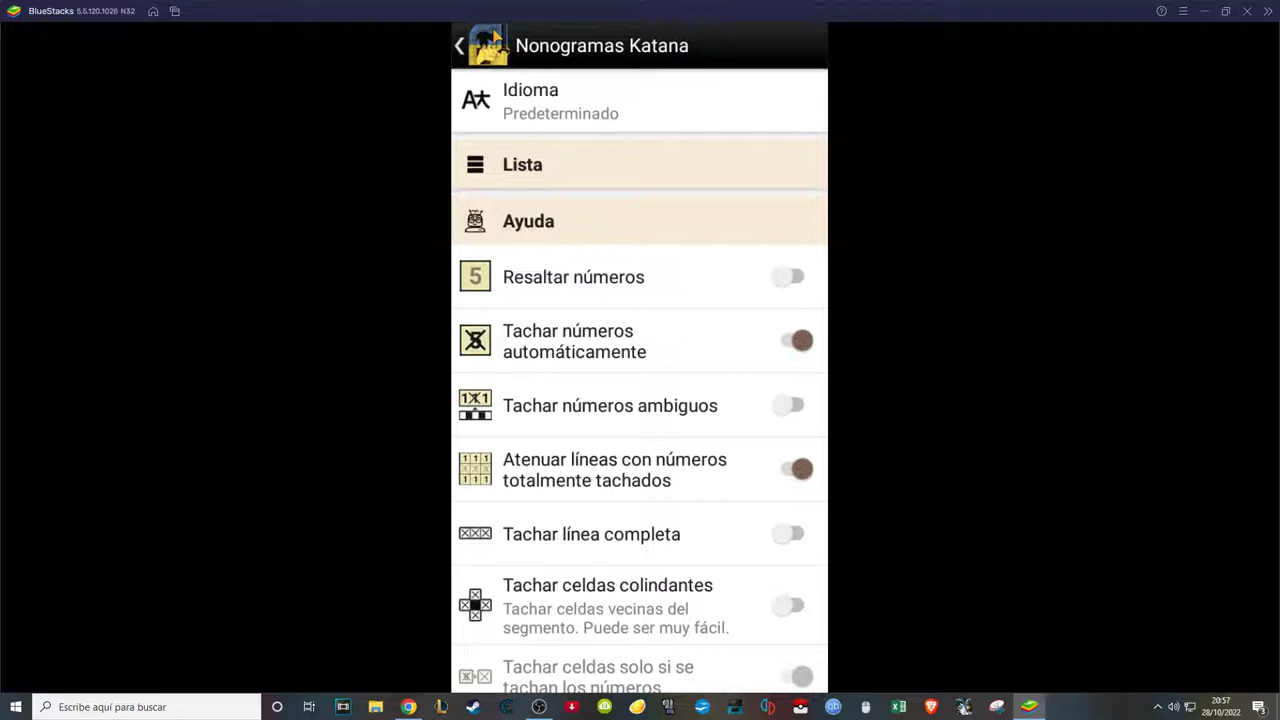 BlueStacks 5.5.120.1028 N32
Nonogramas Katana
Idioma
Predeterminado
Lista
Ayuda
5
Resaltar números
Tachar números
automáticamente
Tachar números ambiguos
Atenuar líneas con números
totalmente tachados
Tachar línea completa
Tachar celdas colindantes
Tachar celdas vecinas del
segmento. Puede ser muy fácil.
Tachar celdas solo si se
tachan los números
Escribe aquí para buscar
20:57
28/10/2022